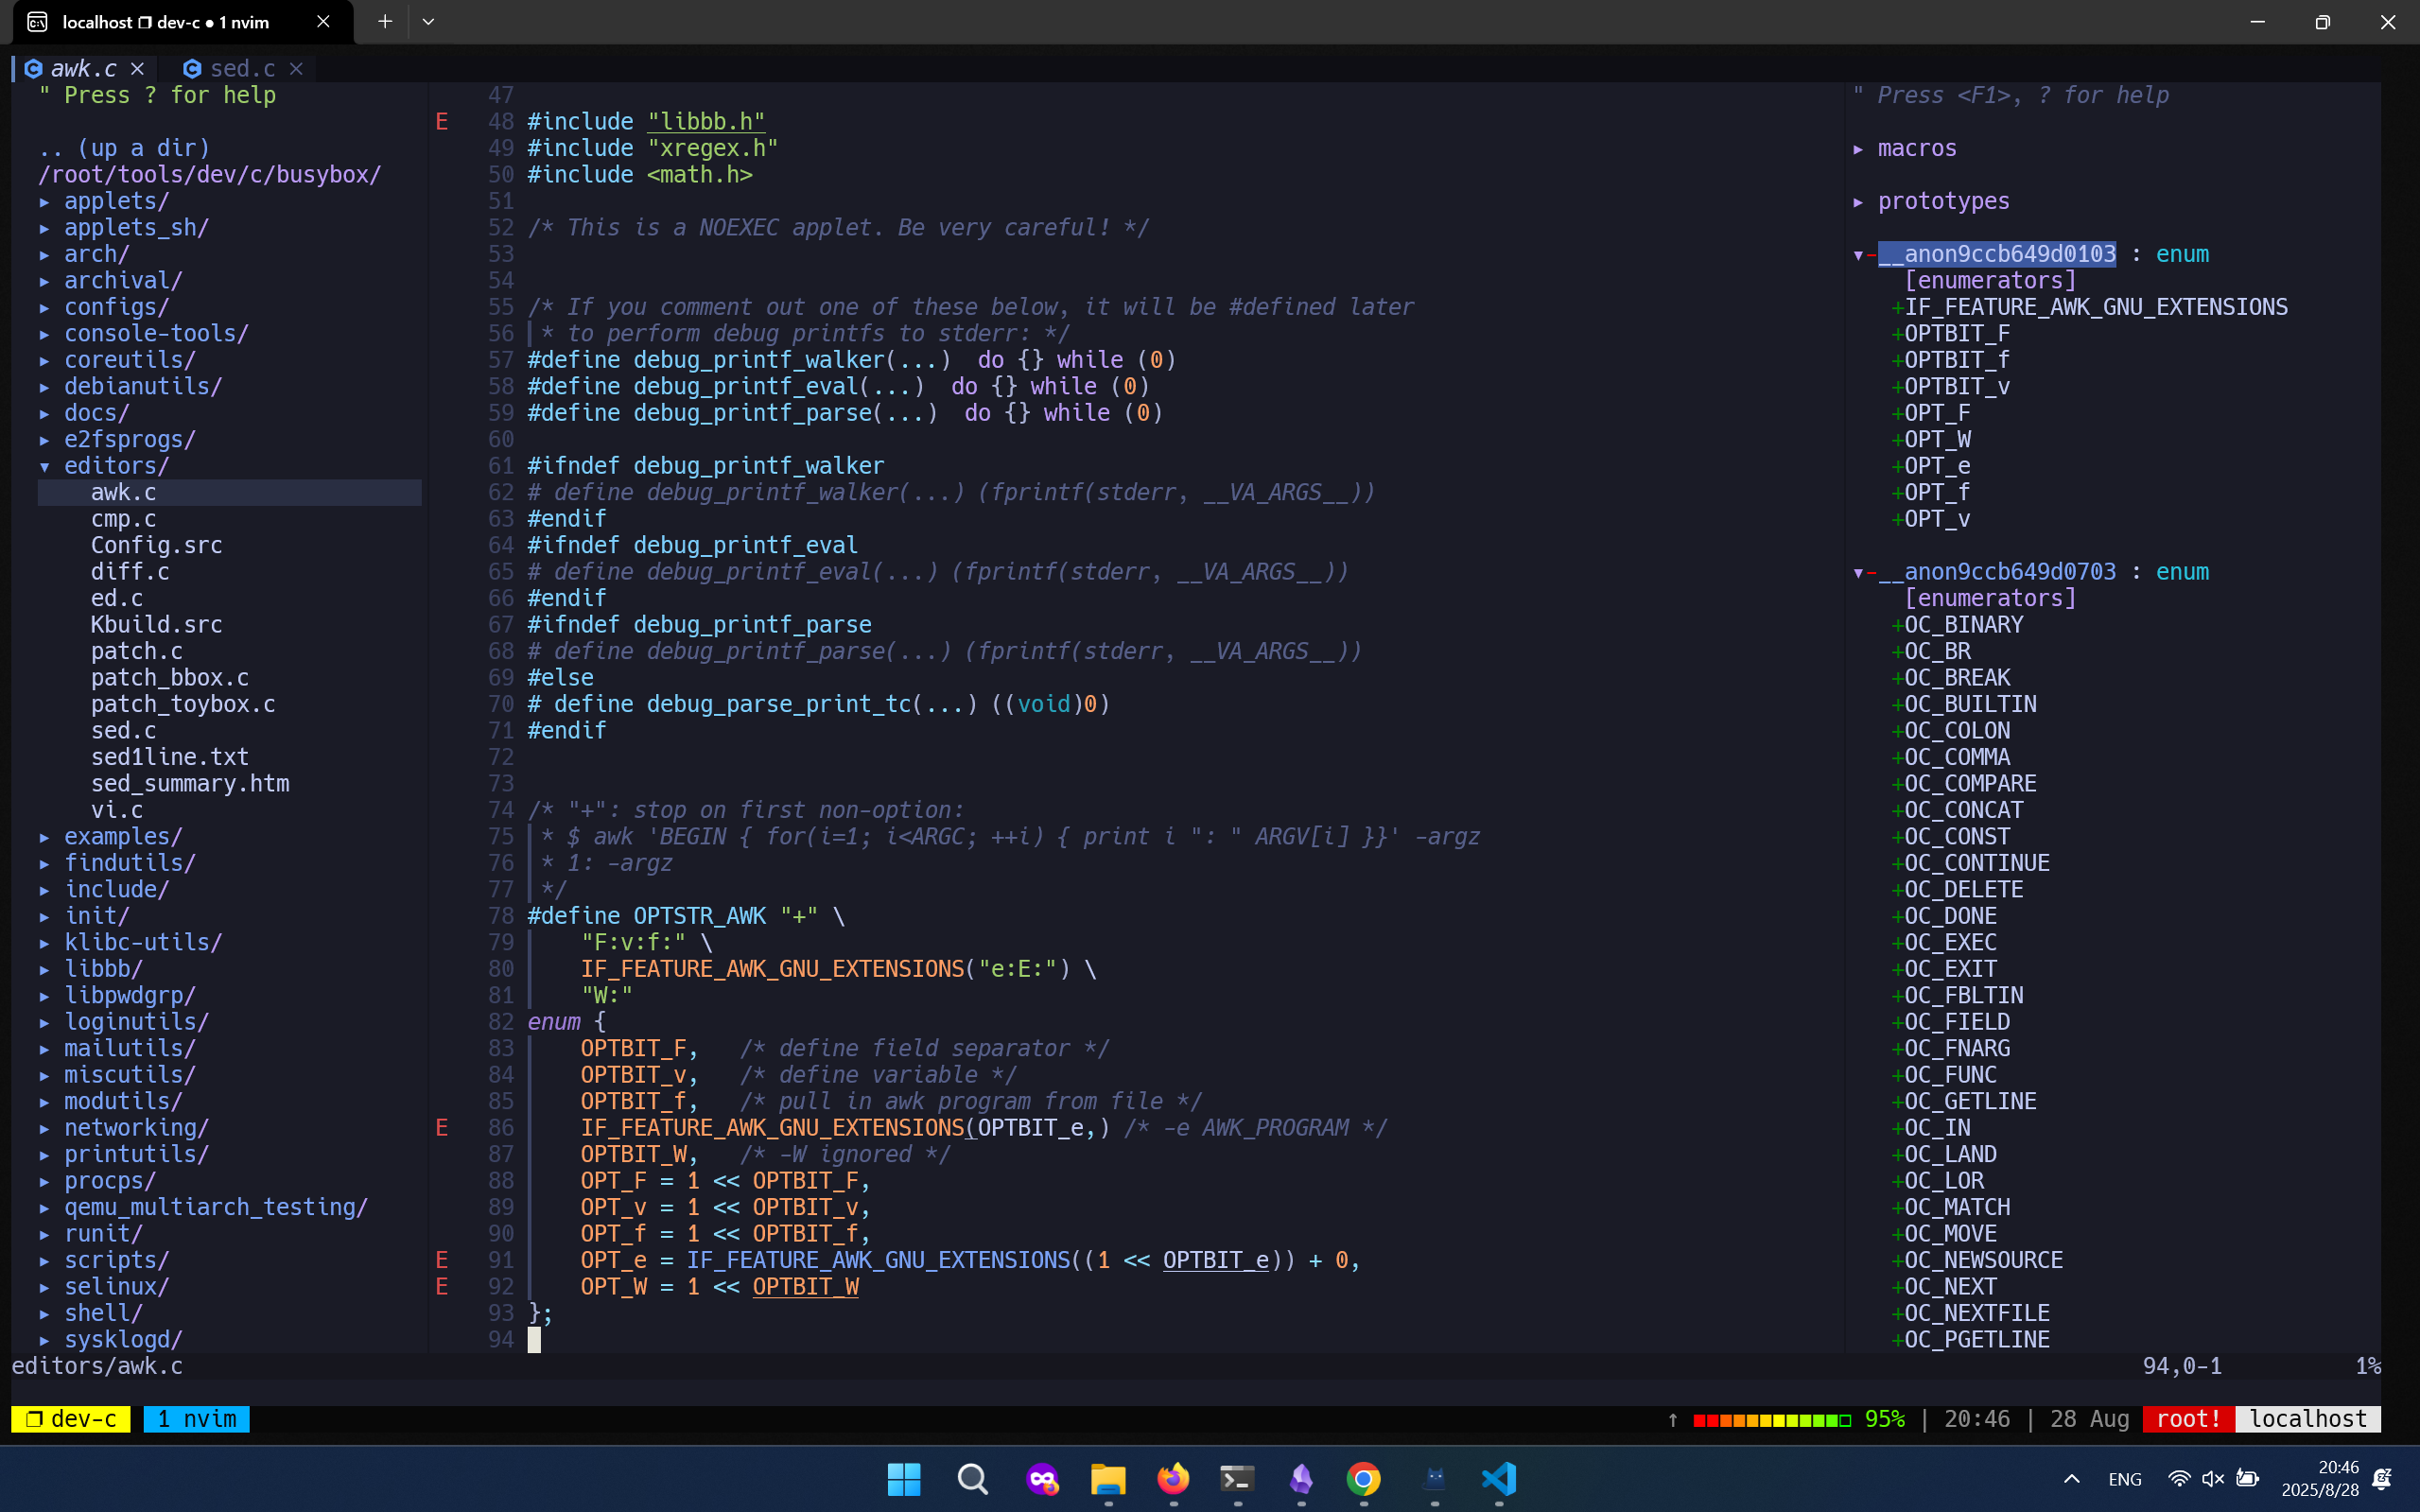 localhost ❐ dev-c ● 1 nvim
awk.c
sed.c
" Press ? for help
.. (up a dir)
/root/tools/dev/c/busybox/
▸ applets/
▸ applets_sh/
▸ arch/
▸ archival/
▸ configs/
▸ console-tools/
▸ coreutils/
▸ debianutils/
▸ docs/
▸ e2fsprogs/
▾ editors/
awk.c
cmp.c
Config.src
diff.c
ed.c
Kbuild.src
patch.c
patch_bbox.c
patch_toybox.c
sed.c
sed1line.txt
sed_summary.htm
vi.c
▸ examples/
▸ findutils/
▸ include/
▸ init/
▸ klibc-utils/
▸ libbb/
▸ libpwdgrp/
▸ loginutils/
▸ mailutils/
▸ miscutils/
▸ modutils/
▸ networking/
▸ printutils/
▸ procps/
▸ qemu_multiarch_testing/
▸ runit/
▸ scripts/
▸ selinux/
▸ shell/
▸ sysklogd/
47
E 48 #include "libbb.h"
49 #include "xregex.h"
50 #include <math.h>
51
52 /* This is a NOEXEC applet. Be very careful! */
53
54
55 /* If you comment out one of these below, it will be #defined later
56 * to perform debug printfs to stderr: */
57 #define debug_printf_walker(...)  do {} while (0)
58 #define debug_printf_eval(...)  do {} while (0)
59 #define debug_printf_parse(...)  do {} while (0)
60
61 #ifndef debug_printf_walker
62 # define debug_printf_walker(...) (fprintf(stderr, __VA_ARGS__))
63 #endif
64 #ifndef debug_printf_eval
65 # define debug_printf_eval(...) (fprintf(stderr, __VA_ARGS__))
66 #endif
67 #ifndef debug_printf_parse
68 # define debug_printf_parse(...) (fprintf(stderr, __VA_ARGS__))
69 #else
70 # define debug_parse_print_tc(...) ((void)0)
71 #endif
72
73
74 /* "+": stop on first non-option:
75 * $ awk 'BEGIN { for(i=1; i<ARGC; ++i) { print i ": " ARGV[i] }}' -argz
76 * 1: -argz
77 */
78 #define OPTSTR_AWK "+" \
79 "F:v:f:" \
80 IF_FEATURE_AWK_GNU_EXTENSIONS("e:E:") \
81 "W:"
82 enum {
83 OPTBIT_F,   /* define field separator */
84 OPTBIT_v,   /* define variable */
85 OPTBIT_f,   /* pull in awk program from file */
E 86 IF_FEATURE_AWK_GNU_EXTENSIONS(OPTBIT_e,) /* -e AWK_PROGRAM */
87 OPTBIT_W,   /* -W ignored */
88 OPT_F = 1 << OPTBIT_F,
89 OPT_v = 1 << OPTBIT_v,
90 OPT_f = 1 << OPTBIT_f,
E 91 OPT_e = IF_FEATURE_AWK_GNU_EXTENSIONS((1 << OPTBIT_e)) + 0,
E 92 OPT_W = 1 << OPTBIT_W
93 };
94
" Press <F1>, ? for help
▸ macros
▸ prototypes
▾-__anon9ccb649d0103 : enum
[enumerators]
+IF_FEATURE_AWK_GNU_EXTENSIONS
+OPTBIT_F
+OPTBIT_f
+OPTBIT_v
+OPT_F
+OPT_W
+OPT_e
+OPT_f
+OPT_v
▾-__anon9ccb649d0703 : enum
[enumerators]
+OC_BINARY
+OC_BR
+OC_BREAK
+OC_BUILTIN
+OC_COLON
+OC_COMMA
+OC_COMPARE
+OC_CONCAT
+OC_CONST
+OC_CONTINUE
+OC_DELETE
+OC_DONE
+OC_EXEC
+OC_EXIT
+OC_FBLTIN
+OC_FIELD
+OC_FNARG
+OC_FUNC
+OC_GETLINE
+OC_IN
+OC_LAND
+OC_LOR
+OC_MATCH
+OC_MOVE
+OC_NEWSOURCE
+OC_NEXT
+OC_NEXTFILE
+OC_PGETLINE
editors/awk.c 94,0-1 1%
❐ dev-c 1 nvim ↑ 95% | 20:46 | 28 Aug root! localhost
ENG
20:46
2025/8/28